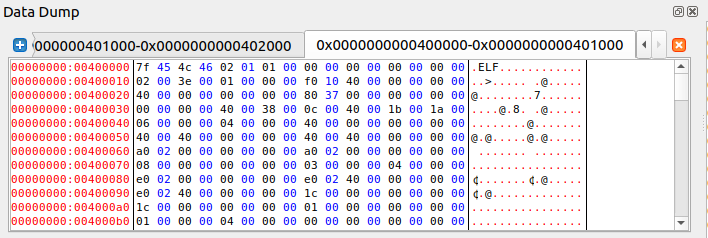 Data Dump
000000401000-0x0000000000402000 0x0000000000400000-0x0000000000401000
00000000:00400000 7f 45 4c 46 02 01 01 00 00 00 00 00 00 00 00 00 .ELF............
00000000:00400010 02 00 3e 00 01 00 00 00 f0 10 40 00 00 00 00 00 ..>..... .@.....
00000000:00400020 40 00 00 00 00 00 00 00 80 37 00 00 00 00 00 00 @........7......
00000000:00400030 00 00 00 00 40 00 38 00 0c 00 40 00 1b 00 1a 00 ....@.8...@.....
00000000:00400040 06 00 00 00 04 00 00 00 40 00 00 00 00 00 00 00 ........@.......
00000000:00400050 40 00 40 00 00 00 00 00 40 00 40 00 00 00 00 00 @.@.....@.@.....
00000000:00400060 a0 02 00 00 00 00 00 00 a0 02 00 00 00 00 00 00 ....... .......
00000000:00400070 08 00 00 00 00 00 00 00 03 00 00 00 04 00 00 00 ................
00000000:00400080 e0 02 00 00 00 00 00 00 e0 02 40 00 00 00 00 00 ¢.......¢.@.....
00000000:00400090 e0 02 40 00 00 00 00 00 1c 00 00 00 00 00 00 00 ¢.@.............
00000000:004000a0 1c 00 00 00 00 00 00 00 01 00 00 00 00 00 00 00 ................
00000000:004000b0 01 00 00 00 04 00 00 00 00 00 00 00 00 00 00 00 ................